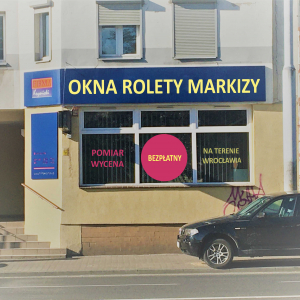 OKNA ROLETY MARKIZY
POMIAR
WYCENA
BEZPŁATNY
NA TERENIE
WROCŁAWIA